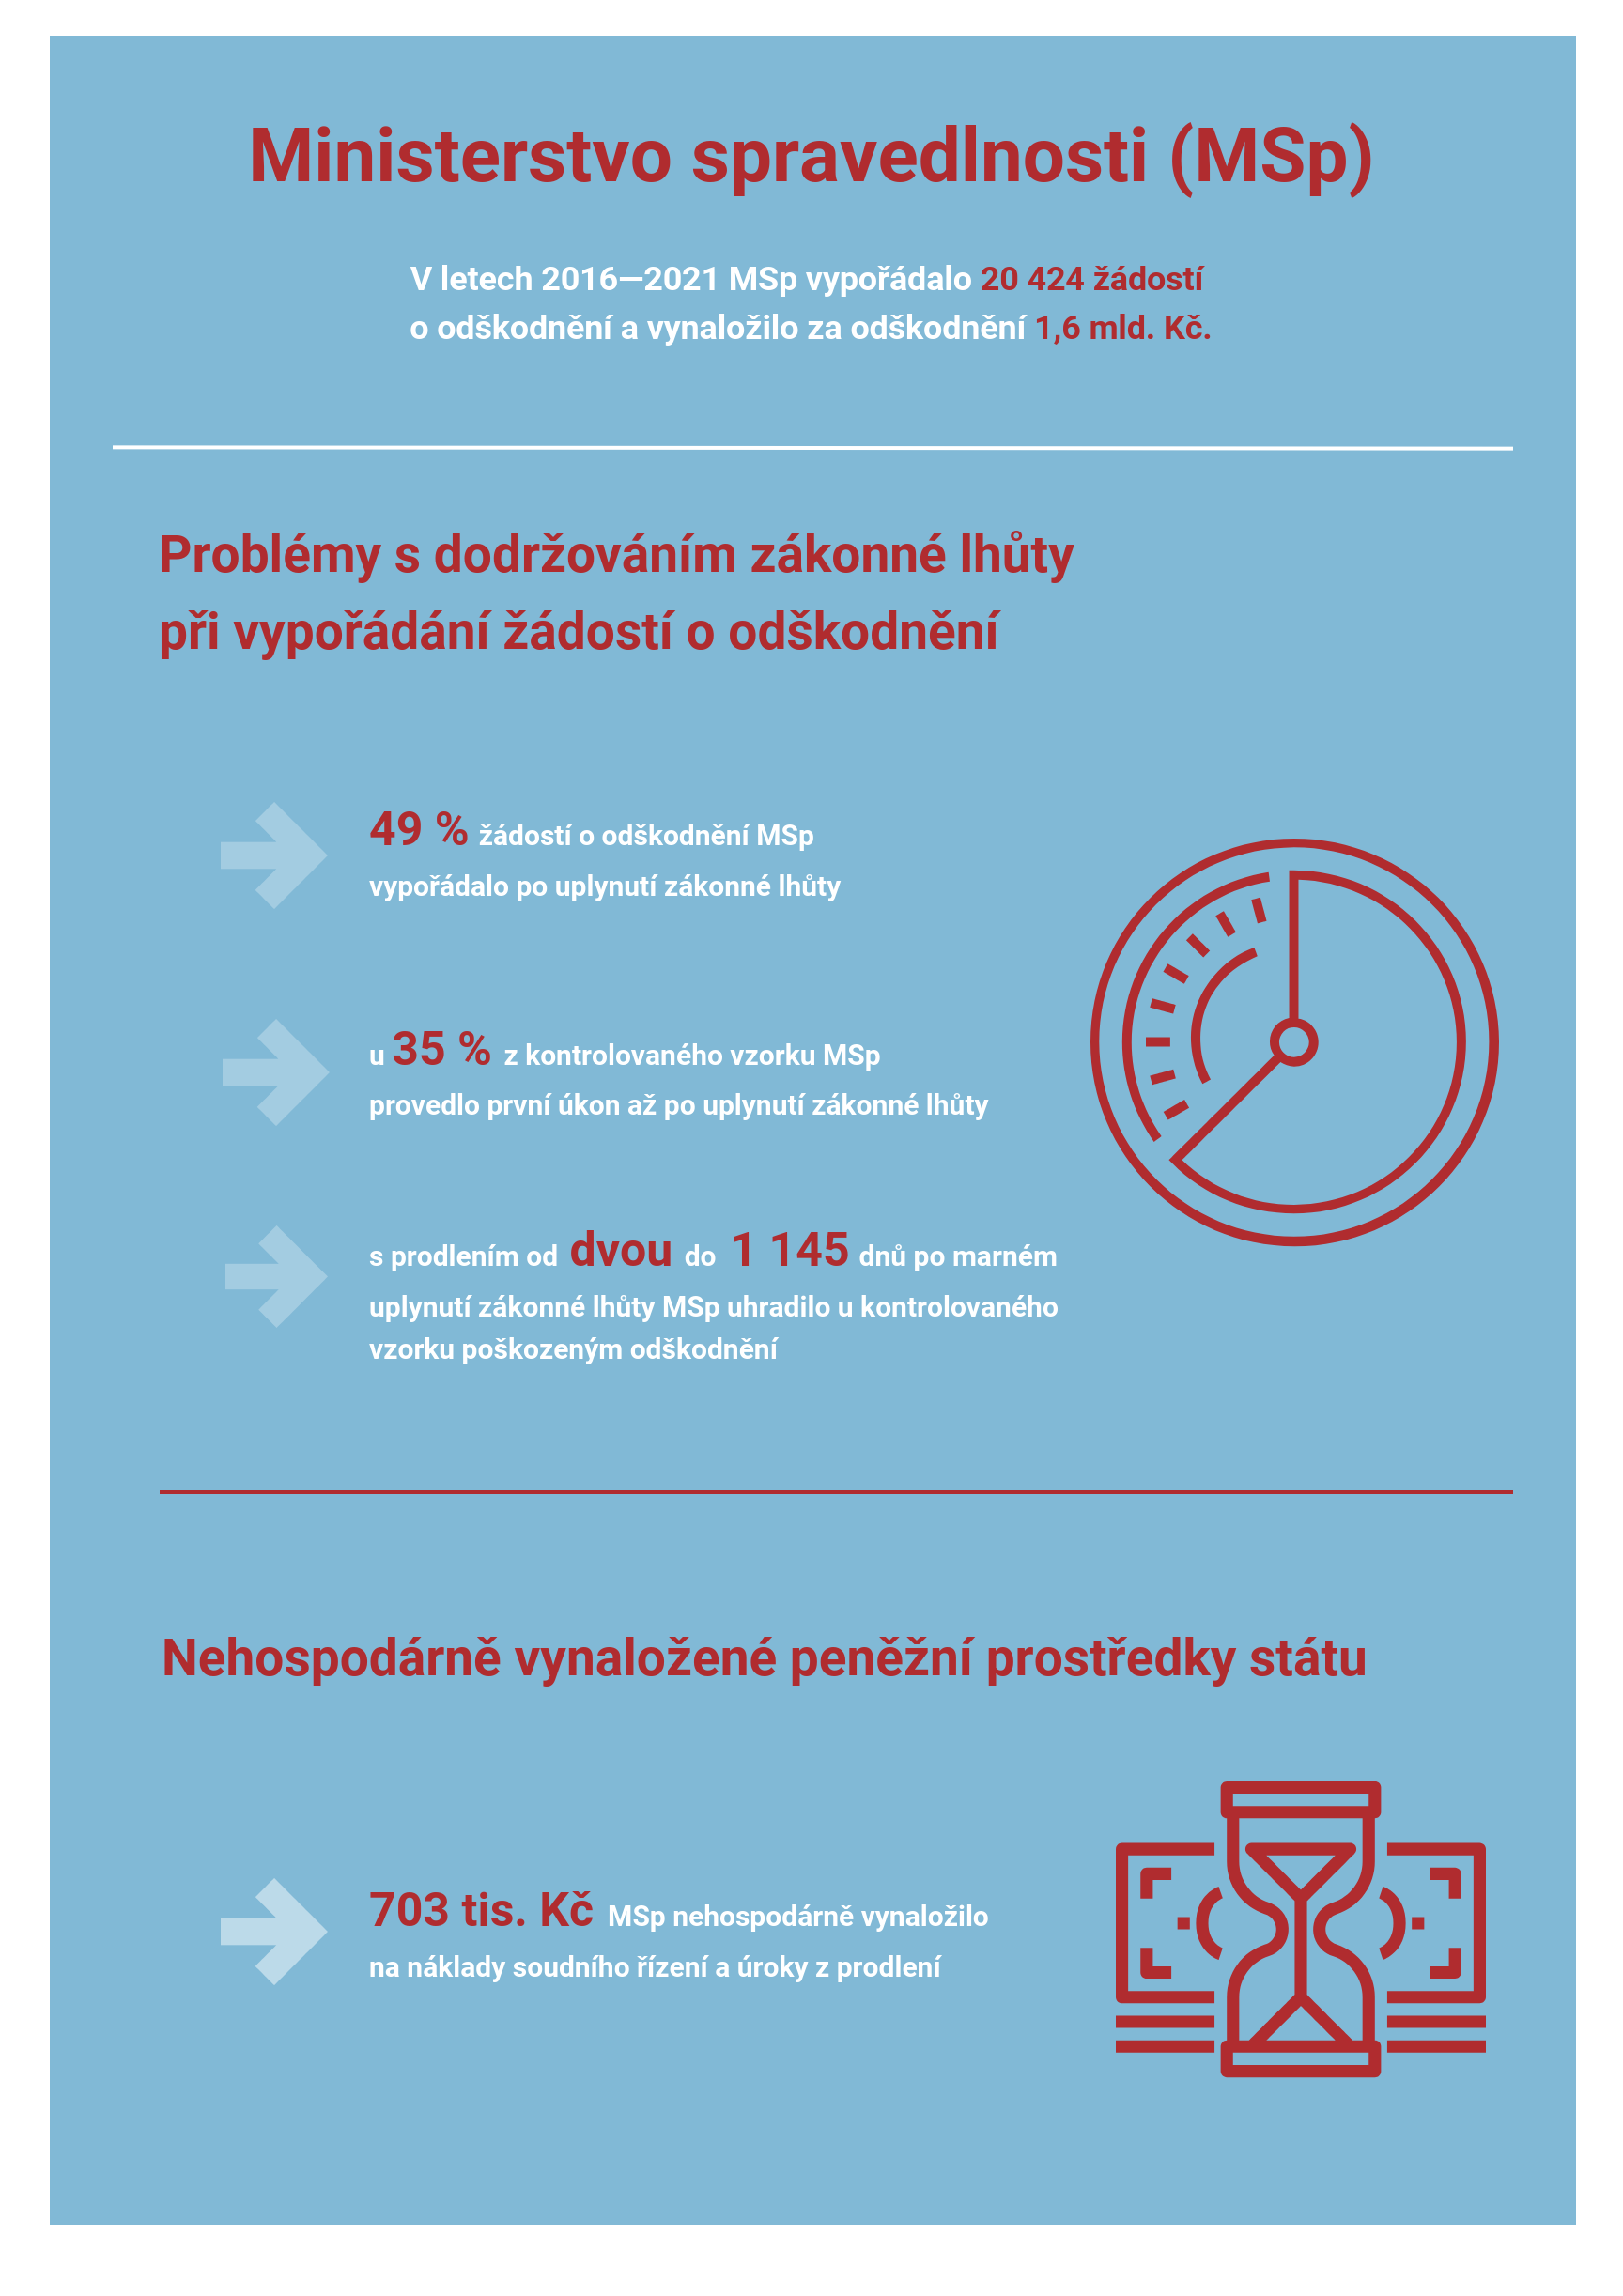 Ministerstvo spravedlnosti (MSp)
V letech 2016—2021 MSp vypořádalo 20 424 žádostí
o odškodnění a vynaložilo za odškodnění 1,6 mld. Kč.
Problémy s dodržováním zákonné lhůty
při vypořádání žádostí o odškodnění
49 % žádostí o odškodnění MSp
vypořádalo po uplynutí zákonné lhůty
u 35 % z kontrolovaného vzorku MSp
provedlo první úkon až po uplynutí zákonné lhůty
s prodlením od dvou do 1 145 dnů po marném
uplynutí zákonné lhůty MSp uhradilo u kontrolovaného
vzorku poškozeným odškodnění
Nehospodárně vynaložené peněžní prostředky státu
703 tis. Kč MSp nehospodárně vynaložilo
na náklady soudního řízení a úroky z prodlení